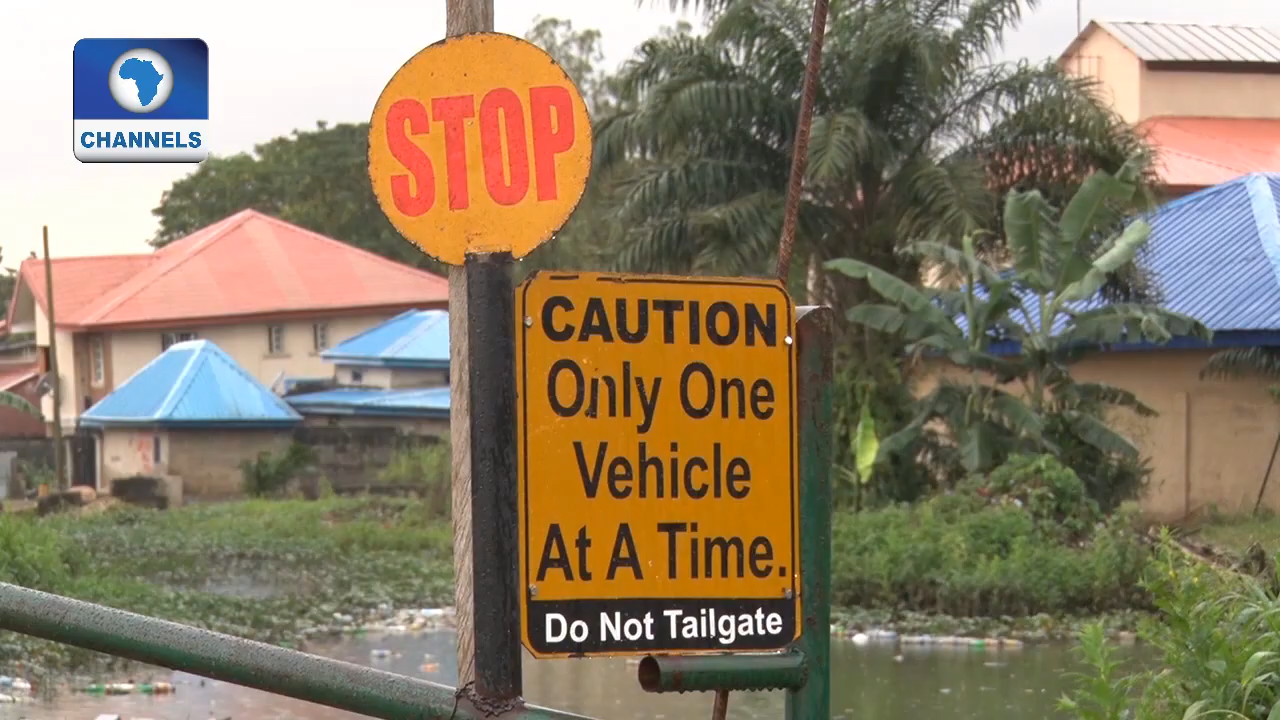 CHANNELS
STOP
CAUTION
Only One
Vehicle
At A Time.
Do Not Tailgate